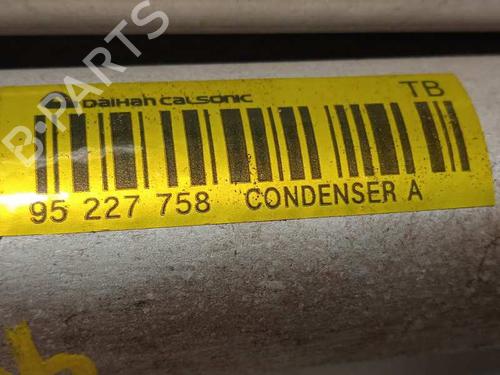 DaiHan CaLSONIC
TB
95 227 758 CONDENSER A
B-PARTS